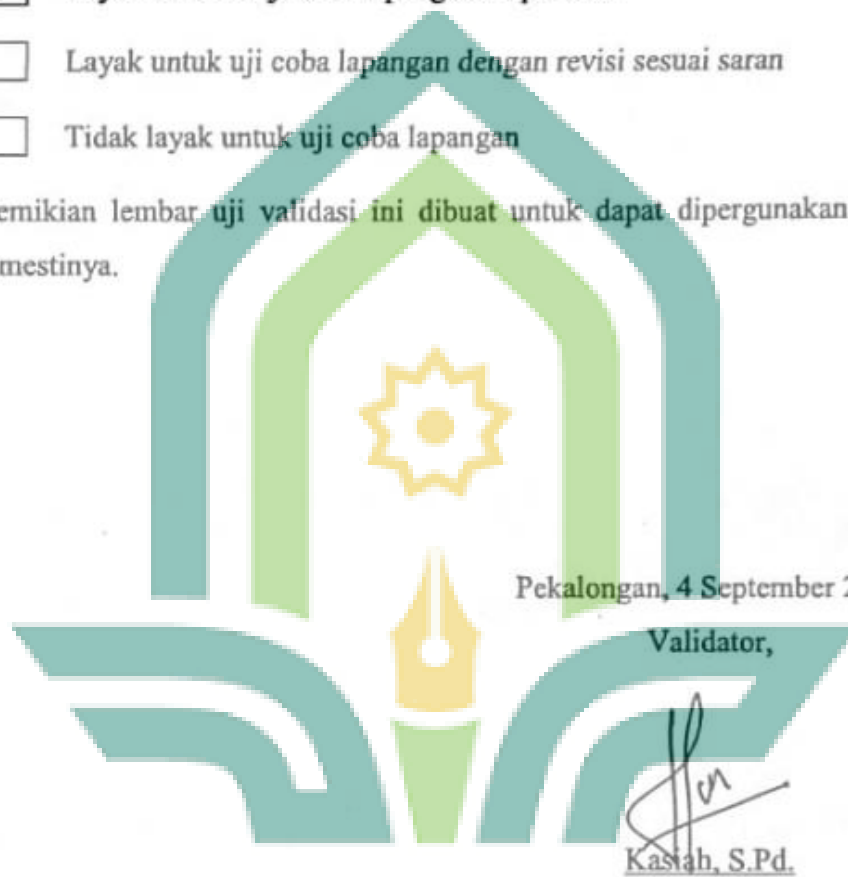 Layak untuk uji coba lapangan dengan revisi sesuai saran
Tidak layak untuk uji coba lapangan
emikian lembar uji validasi ini dibuat untuk dapat dipergunakan
mestinya.
Pekalongan, 4 September 2
Validator,
Kasiah, S.Pd.